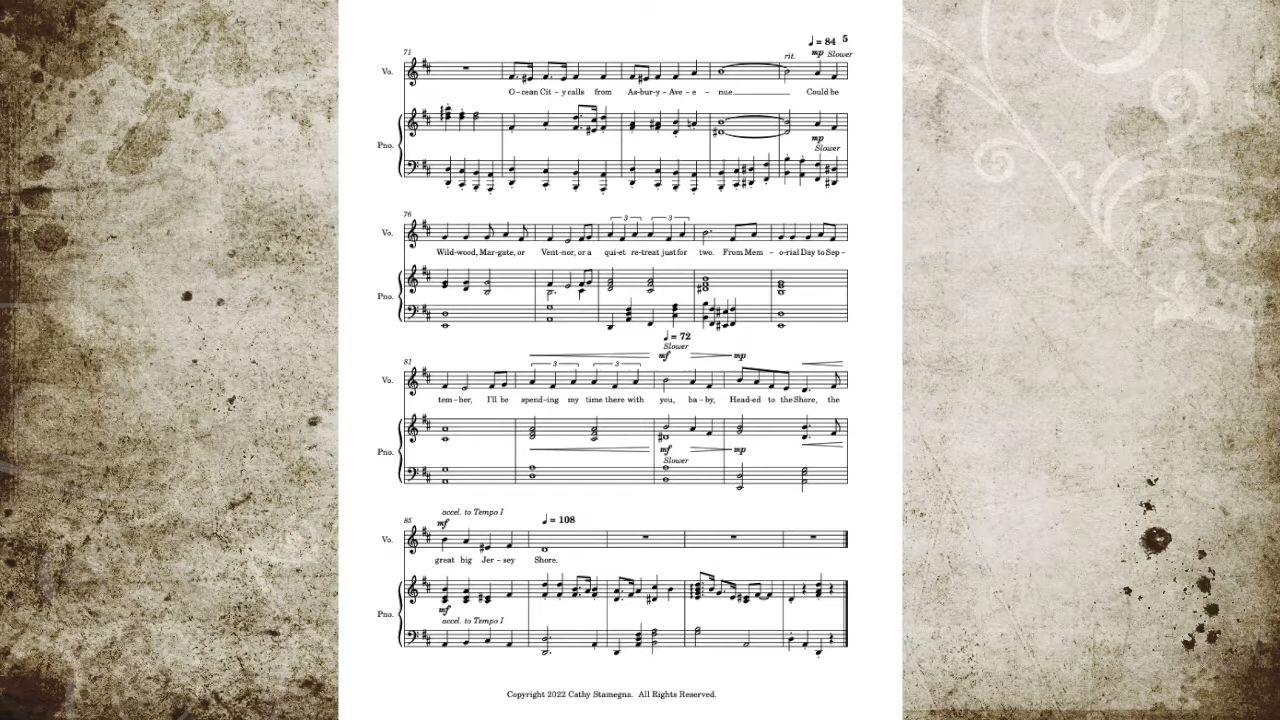 ♩ = 84 5
rit. mp Slower
71
Vo.
O – cean Cit – y calls from As-bur-y – Ave – e – nue. Could be
Pno.
mp
Slower
76
3 3
Vo.
Wild-wood, Mar-gate, or Vent-nor, or a qui-et re-treat just for two. From Mem – o-rial Day to Sep –
Pno.
♩ = 72
Slower
mf mp
81
3 3
Vo.
tem – ber, I'll be spend-ing my time there with you, ba – by, Head-ed to the Shore, the
Pno.
mf mp
Slower
85
accel. to Tempo I
mf ♩ = 108
Vo.
great big Jer – sey Shore.
Pno.
mf
accel. to Tempo I
Copyright 2022 Cathy Stamegna. All Rights Reserved.